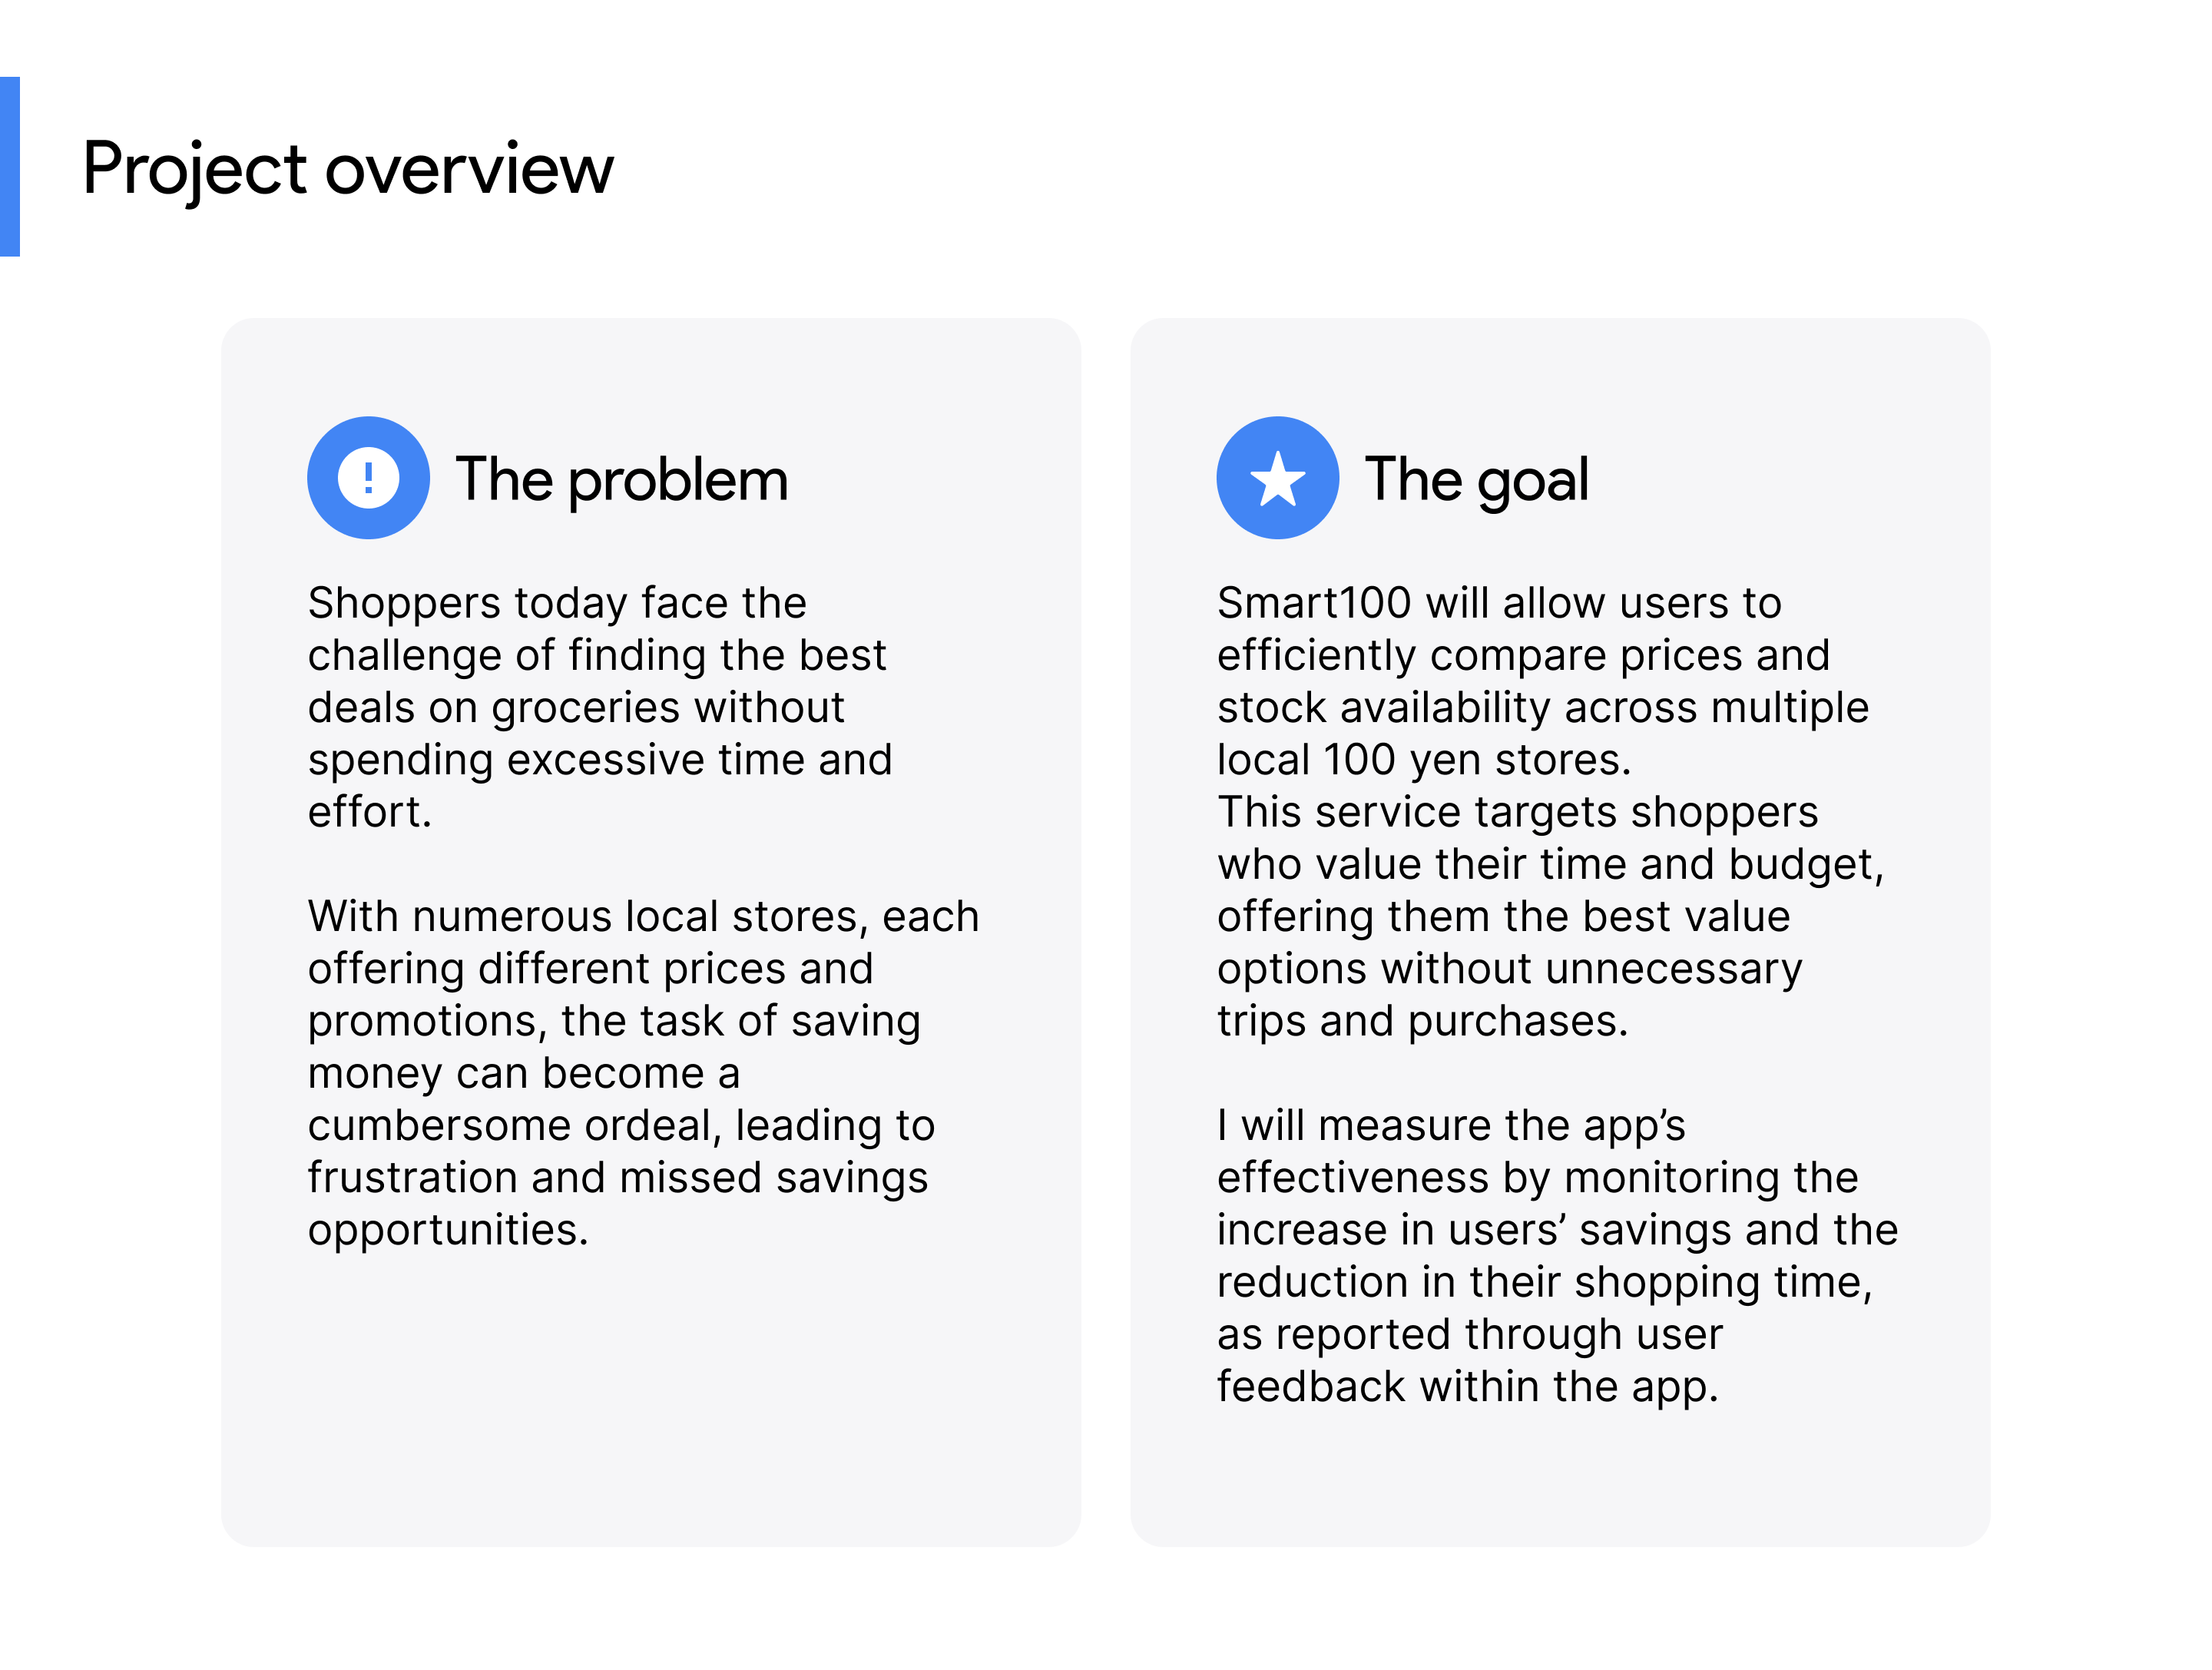 Project overview
The problem
Shoppers today face the
challenge of finding the best
deals on groceries without
spending excessive time and
effort.
With numerous local stores, each
offering different prices and
promotions, the task of saving
money can become a
cumbersome ordeal, leading to
frustration and missed savings
opportunities.
The goal
Smart100 will allow users to
efficiently compare prices and
stock availability across multiple
local 100 yen stores.
This service targets shoppers
who value their time and budget,
offering them the best value
options without unnecessary
trips and purchases.
I will measure the app’s
effectiveness by monitoring the
increase in users’ savings and the
reduction in their shopping time,
as reported through user
feedback within the app.